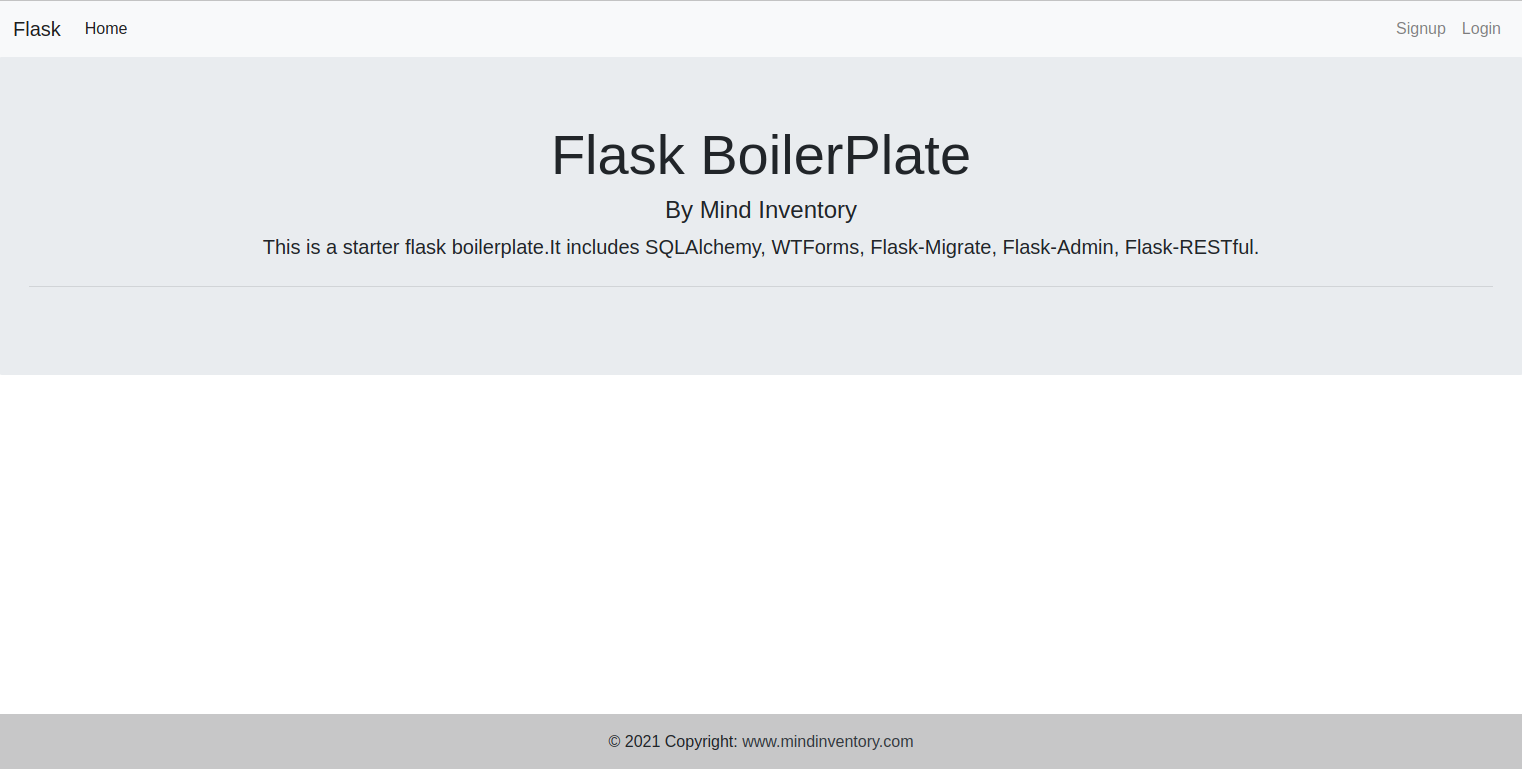 Flask Home Signup Login
Flask BoilerPlate
By Mind Inventory
This is a starter flask boilerplate.It includes SQLAlchemy, WTForms, Flask-Migrate, Flask-Admin, Flask-RESTful.
© 2021 Copyright: www.mindinventory.com